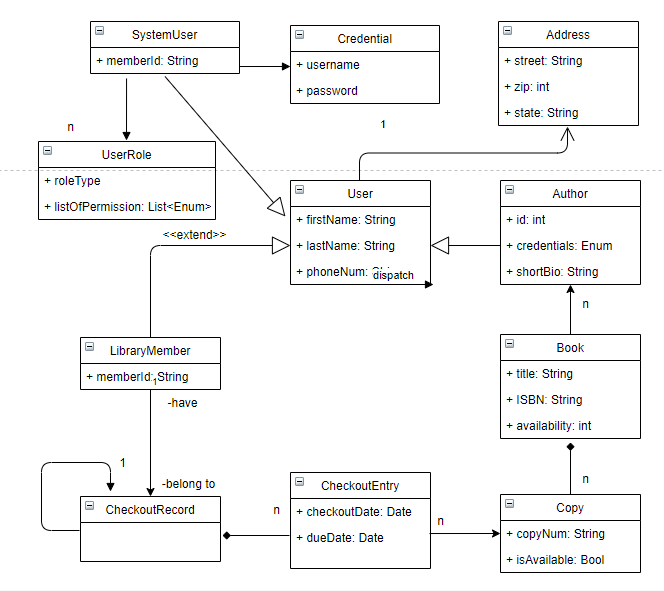 SystemUser
+ memberId: String
Credential
+ username
+ password
Address
+ street: String
+ zip: int
+ state: String
n
1
UserRole
+ roleType
+ listOfPermission: List<Enum>
User
+ firstName: String
+ lastName: String
+ phoneNum:
dispatch
Author
+ id: int
+ credentials: Enum
+ shortBio: String
<<extend>>
n
LibraryMember
+ memberId: String
1
Book
+ title: String
+ ISBN: String
+ availability: int
-have
1
-belong to
n
CheckoutRecord
n
CheckoutEntry
+ checkoutDate: Date
+ dueDate: Date
n
Copy
+ copyNum: String
+ isAvailable: Bool